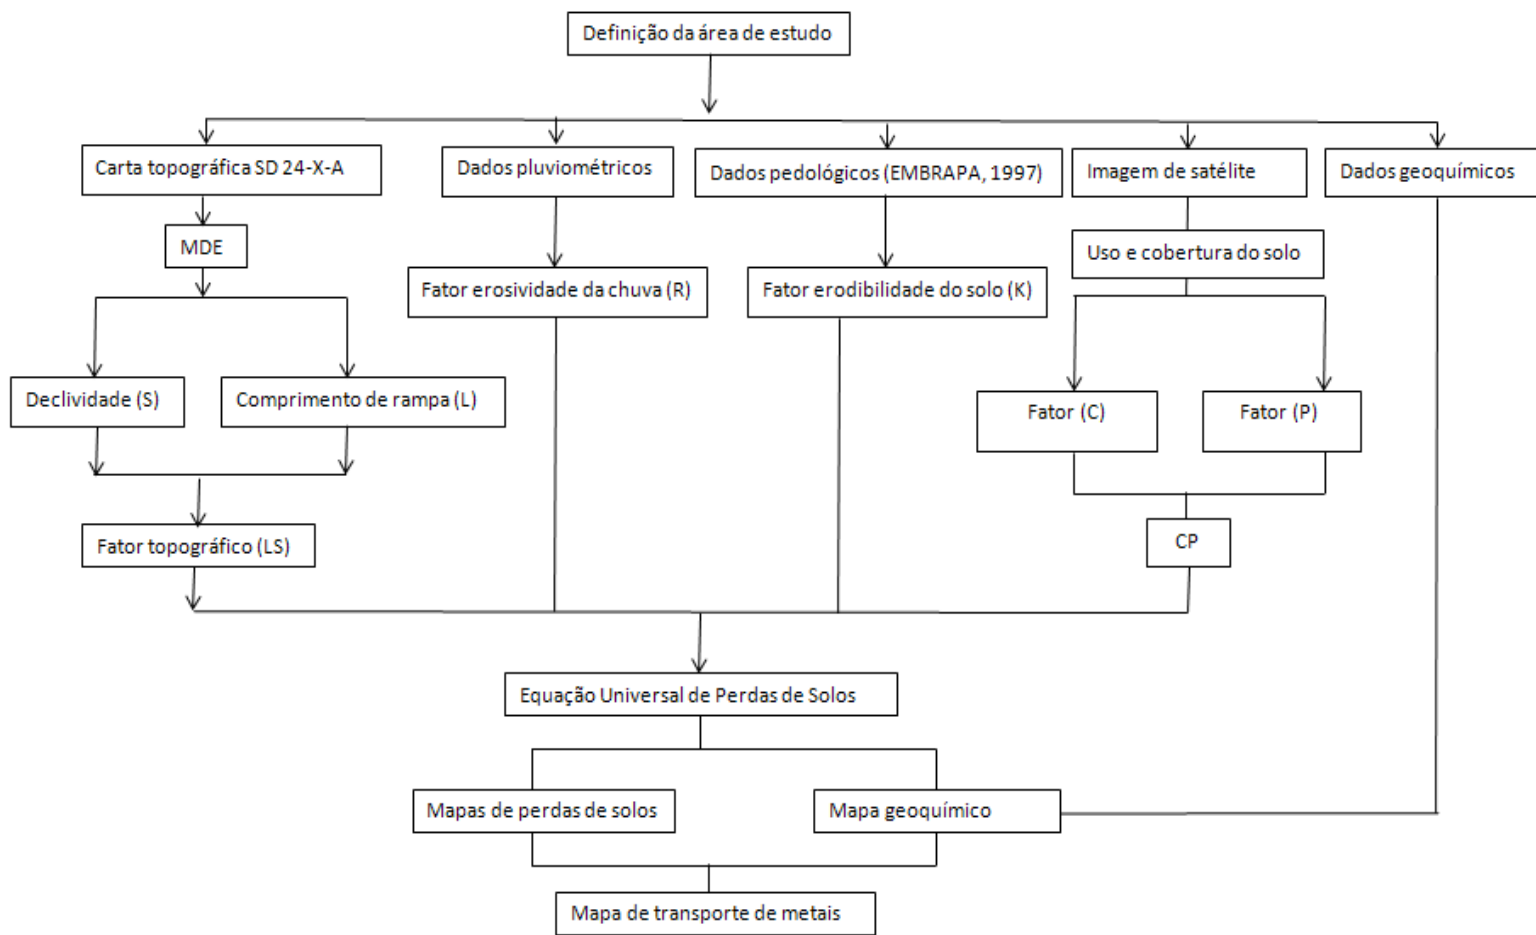 Definição da área de estudo
Carta topográfica SD 24-X-A
Dados pluviométricos
Dados pedológicos (EMBRAPA, 1997)
Imagem de satélite
Dados geoquímicos
MDE
Uso e cobertura do solo
Fator erosividade da chuva (R)
Fator erodibilidade do solo (K)
Declividade (S)
Comprimento de rampa (L)
Fator (C)
Fator (P)
Fator topográfico (LS)
CP
Equação Universal de Perdas de Solos
Mapas de perdas de solos
Mapa geoquímico
Mapa de transporte de metais